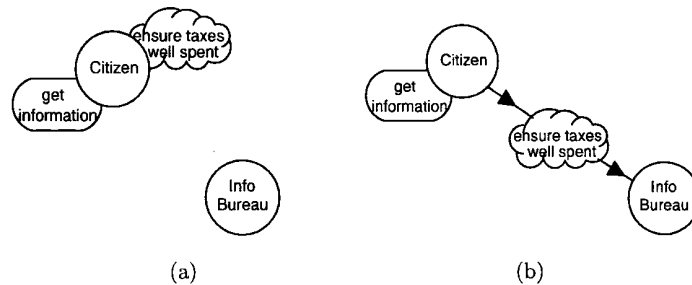 ensure taxes
well spent
Citizen
get
information
Info
Bureau
(a)
Citizen
get
information
ensure taxes
well spent
Info
Bureau
(b)